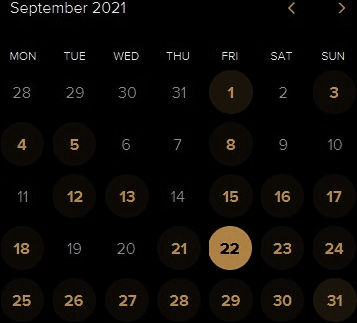 September 2021 < >
MON TUE WED THU FRI SAT SUN
28 29 30 31 1 2 3
4 5 6 7 8 9 10
11 12 13 14 15 16 17
18 19 20 21 22 23 24
25 26 27 28 29 30 31